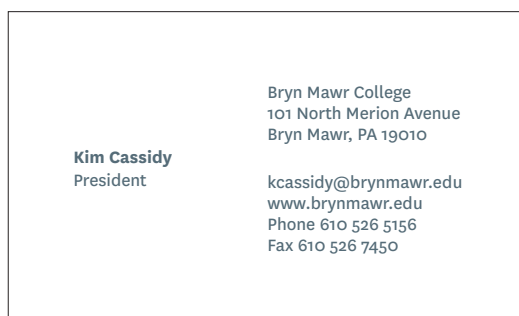 Kim Cassidy
President
Bryn Mawr College
101 North Merion Avenue
Bryn Mawr, PA 19010
kcassidy@brynmawr.edu
www.brynmawr.edu
Phone 610 526 5156
Fax 610 526 7450